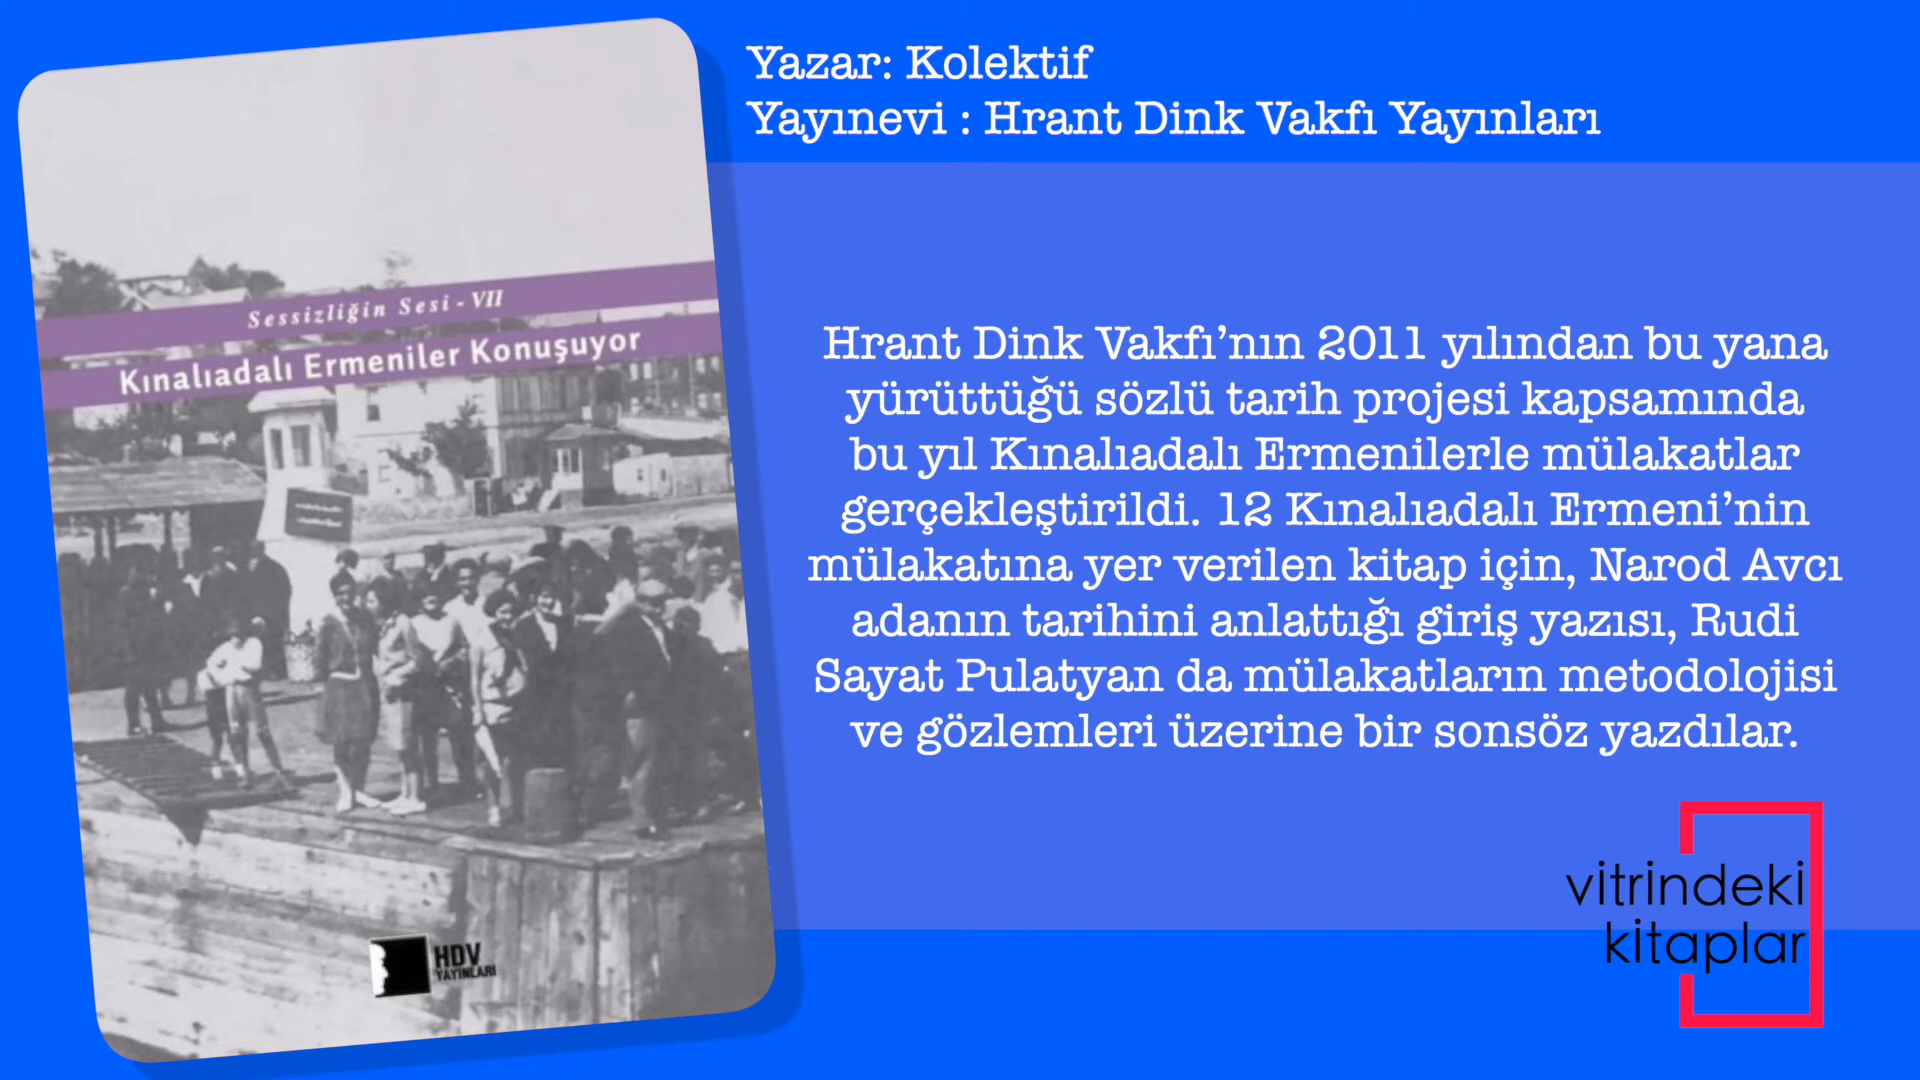 Yazar: Kolektif
Yayınevi : Hrant Dink Vakfı Yayınları
Sessizliğin Sesi - VII
Kınalıadalı Ermeniler Konuşuyor
HDV
YAYINLARI
Hrant Dink Vakfı’nın 2011 yılından bu yana
yürüttüğü sözlü tarih projesi kapsamında
bu yıl Kınalıadalı Ermenilerle mülakatlar
gerçekleştirildi. 12 Kınalıadalı Ermeni’nin
mülakatına yer verilen kitap için, Narod Avcı
adanın tarihini anlattığı giriş yazısı, Rudi
Sayat Pulatyan da mülakatların metodolojisi
ve gözlemleri üzerine bir sonsöz yazdılar.
vitrindeki
kitaplar